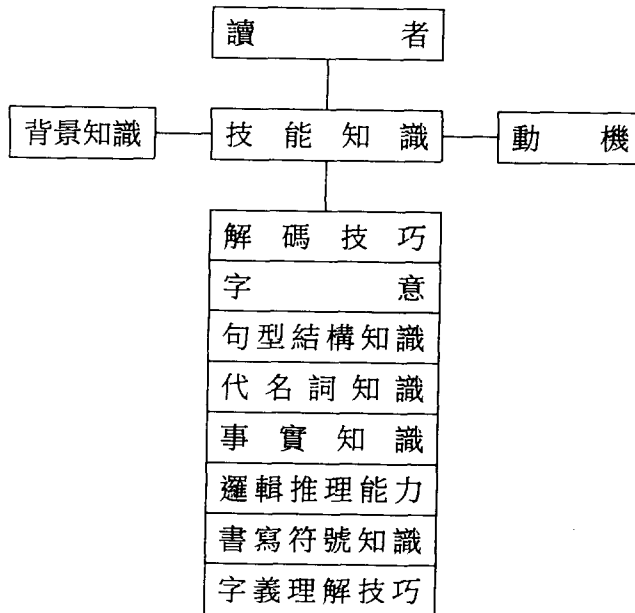 讀者
背景知識
技能知識
動機
解碼技巧
字意
句型結構知識
代名詞知識
事實知識
邏輯推理能力
書寫符號知識
字義理解技巧